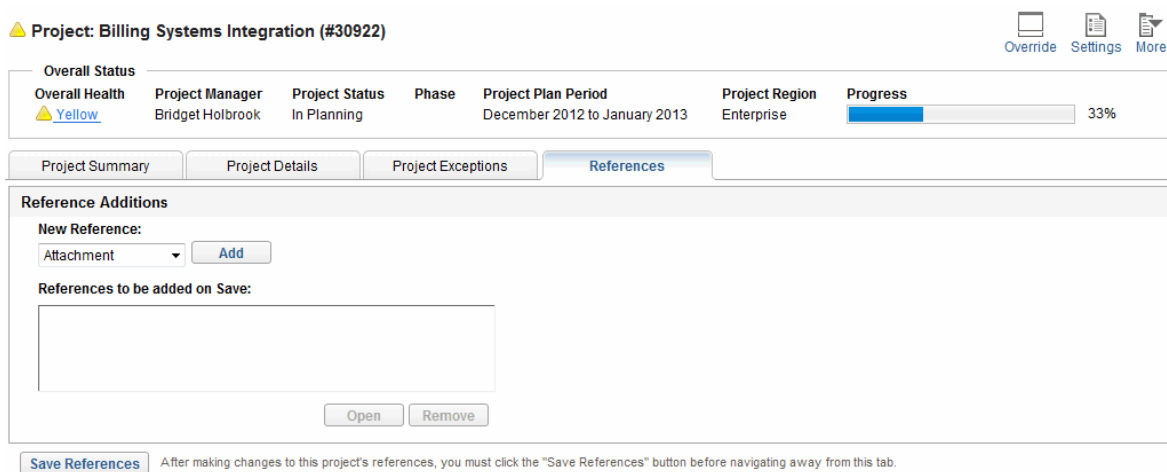 Project: Billing Systems Integration (#30922)
Override Settings More
Overall Status
Overall Health Project Manager Project Status Phase Project Plan Period Project Region Progress
Yellow Bridget Holbrook In Planning December 2012 to January 2013 Enterprise 33%
Project Summary Project Details Project Exceptions References
Reference Additions
New Reference:
Attachment Add
References to be added on Save:
Open Remove
Save References After making changes to this project's references, you must click the "Save References" button before navigating away from this tab.